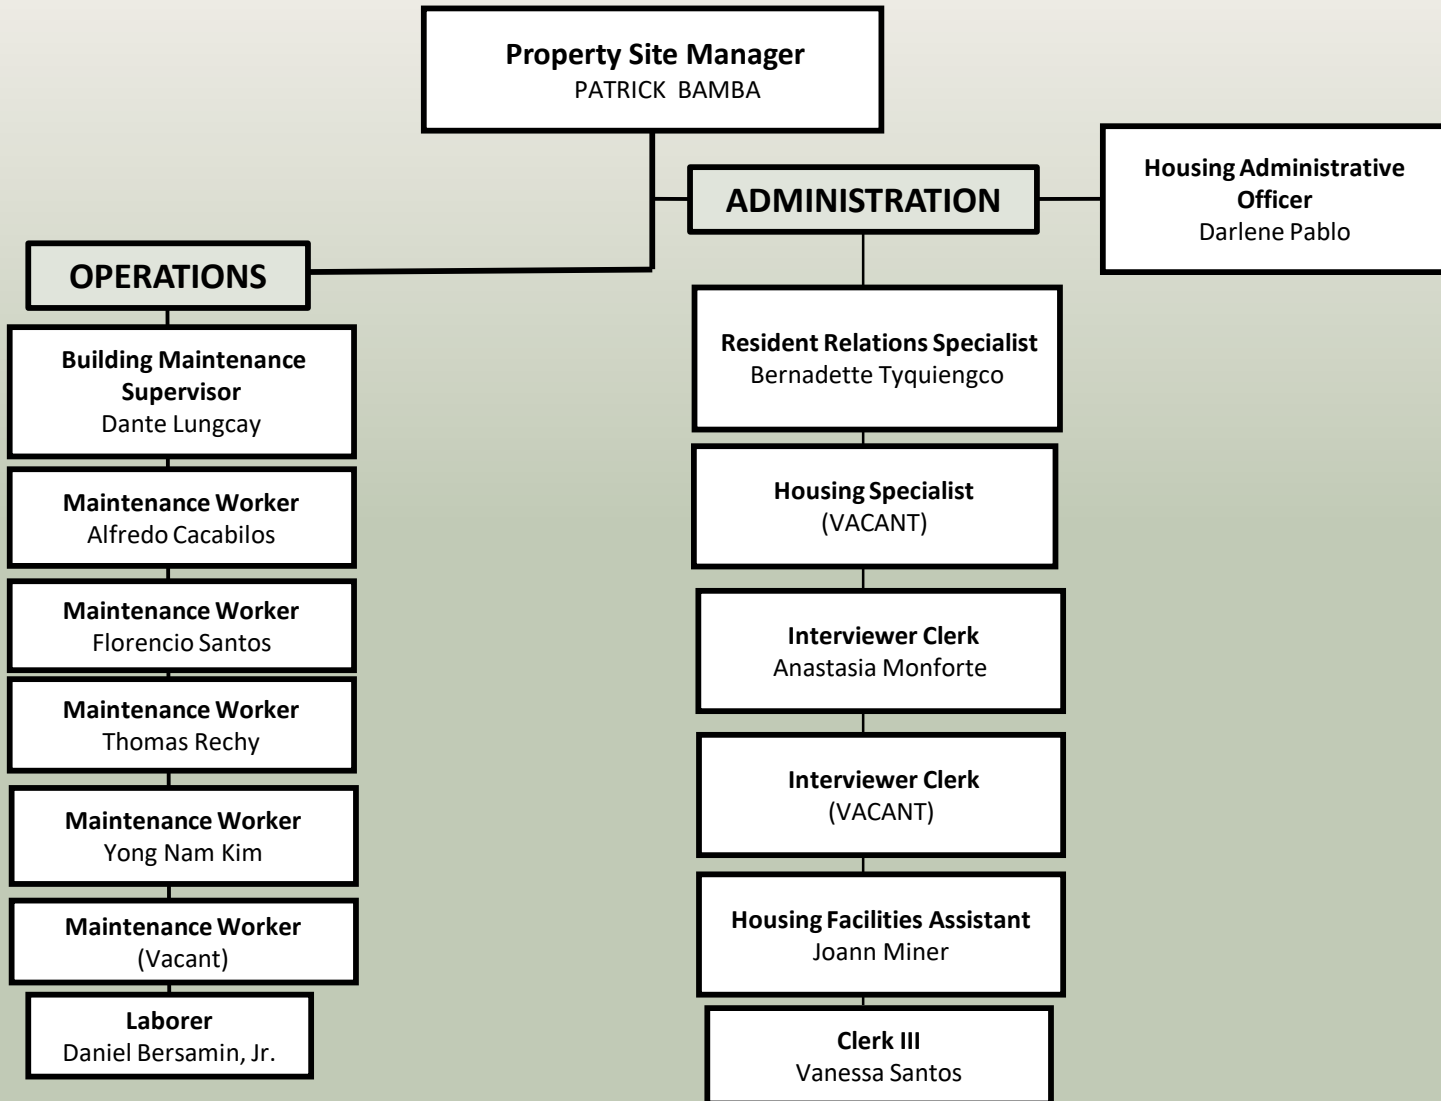 Property Site Manager
PATRICK BAMBA
ADMINISTRATION
Housing Administrative
Officer
Darlene Pablo
OPERATIONS
Building Maintenance
Supervisor
Dante Lungcay
Maintenance Worker
Alfredo Cacabilos
Maintenance Worker
Florencio Santos
Maintenance Worker
Thomas Rechy
Maintenance Worker
Yong Nam Kim
Maintenance Worker
(Vacant)
Laborer
Daniel Bersamin, Jr.
Resident Relations Specialist
Bernadette Tyquiengco
Housing Specialist
(VACANT)
Interviewer Clerk
Anastasia Monforte
Interviewer Clerk
(VACANT)
Housing Facilities Assistant
Joann Miner
Clerk III
Vanessa Santos